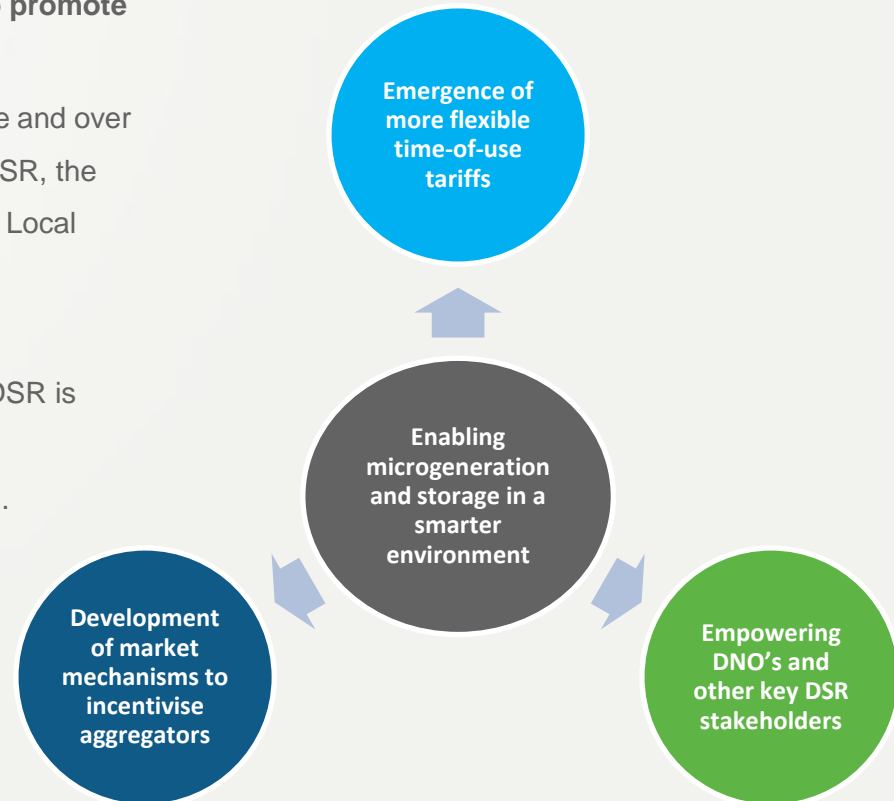 promote
e and over
SR, the
Local
DSR is
.
Emergence of
more flexible
time-of-use
tariffs
Enabling
microgeneration
and storage in a
smarter
environment
Development
of market
mechanisms to
incentivise
aggregators
Empowering
DNO's and
other key DSR
stakeholders